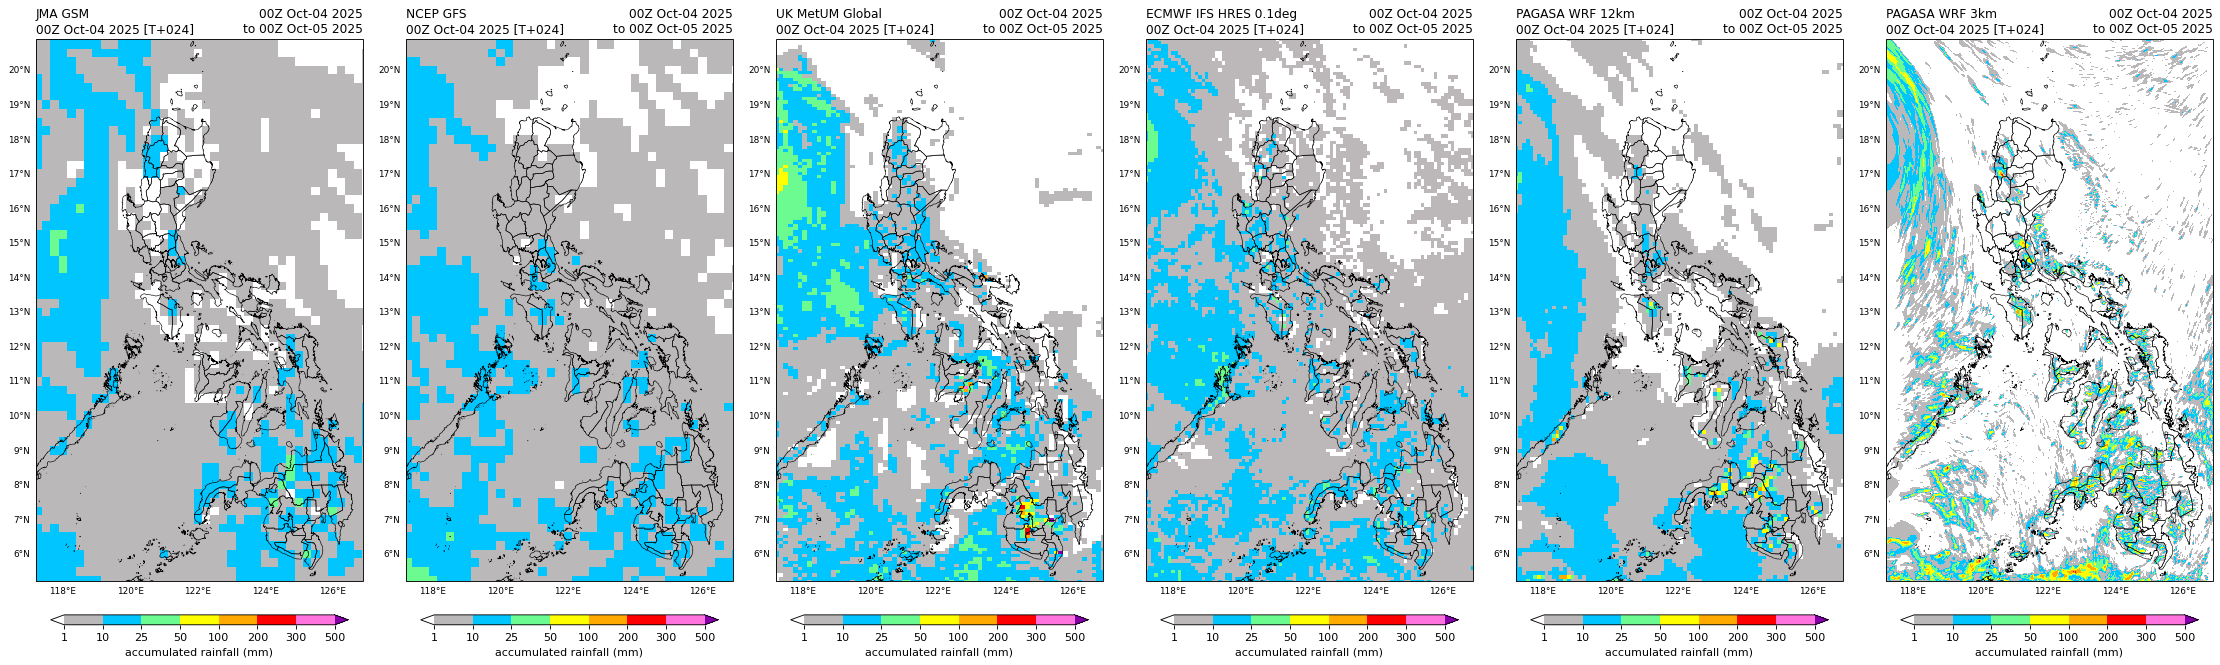 JMA GSM 00Z Oct-04 2025
00Z Oct-04 2025 [T+024] to 00Z Oct-05 2025
20°N
19°N
18°N
17°N
16°N
15°N
14°N
13°N
12°N
11°N
10°N
9°N
8°N
7°N
6°N
118°E 120°E 122°E 124°E 126°E
1 10 25 50 100 200 300 500
accumulated rainfall (mm)
NCEP GFS 00Z Oct-04 2025
00Z Oct-04 2025 [T+024] to 00Z Oct-05 2025
20°N
19°N
18°N
17°N
16°N
15°N
14°N
13°N
12°N
11°N
10°N
9°N
8°N
7°N
6°N
118°E 120°E 122°E 124°E 126°E
1 10 25 50 100 200 300 500
accumulated rainfall (mm)
UK MetUM Global 00Z Oct-04 2025
00Z Oct-04 2025 [T+024] to 00Z Oct-05 2025
20°N
19°N
18°N
17°N
16°N
15°N
14°N
13°N
12°N
11°N
10°N
9°N
8°N
7°N
6°N
118°E 120°E 122°E 124°E 126°E
1 10 25 50 100 200 300 500
accumulated rainfall (mm)
ECMWF IFS HRES 0.1deg 00Z Oct-04 2025
00Z Oct-04 2025 [T+024] to 00Z Oct-05 2025
20°N
19°N
18°N
17°N
16°N
15°N
14°N
13°N
12°N
11°N
10°N
9°N
8°N
7°N
6°N
118°E 120°E 122°E 124°E 126°E
1 10 25 50 100 200 300 500
accumulated rainfall (mm)
PAGASA WRF 12km 00Z Oct-04 2025
00Z Oct-04 2025 [T+024] to 00Z Oct-05 2025
20°N
19°N
18°N
17°N
16°N
15°N
14°N
13°N
12°N
11°N
10°N
9°N
8°N
7°N
6°N
118°E 120°E 122°E 124°E 126°E
1 10 25 50 100 200 300 500
accumulated rainfall (mm)
PAGASA WRF 3km 00Z Oct-04 2025
00Z Oct-04 2025 [T+024] to 00Z Oct-05 2025
20°N
19°N
18°N
17°N
16°N
15°N
14°N
13°N
12°N
11°N
10°N
9°N
8°N
7°N
6°N
118°E 120°E 122°E 124°E 126°E
1 10 25 50 100 200 300 500
accumulated rainfall (mm)